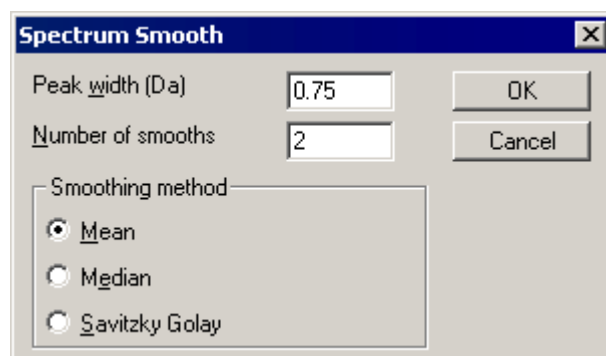 Spectrum Smooth
Peak width (Da) 0.75 OK
Number of smooths 2 Cancel
Smoothing method
Mean
Median
Savitzky Golay